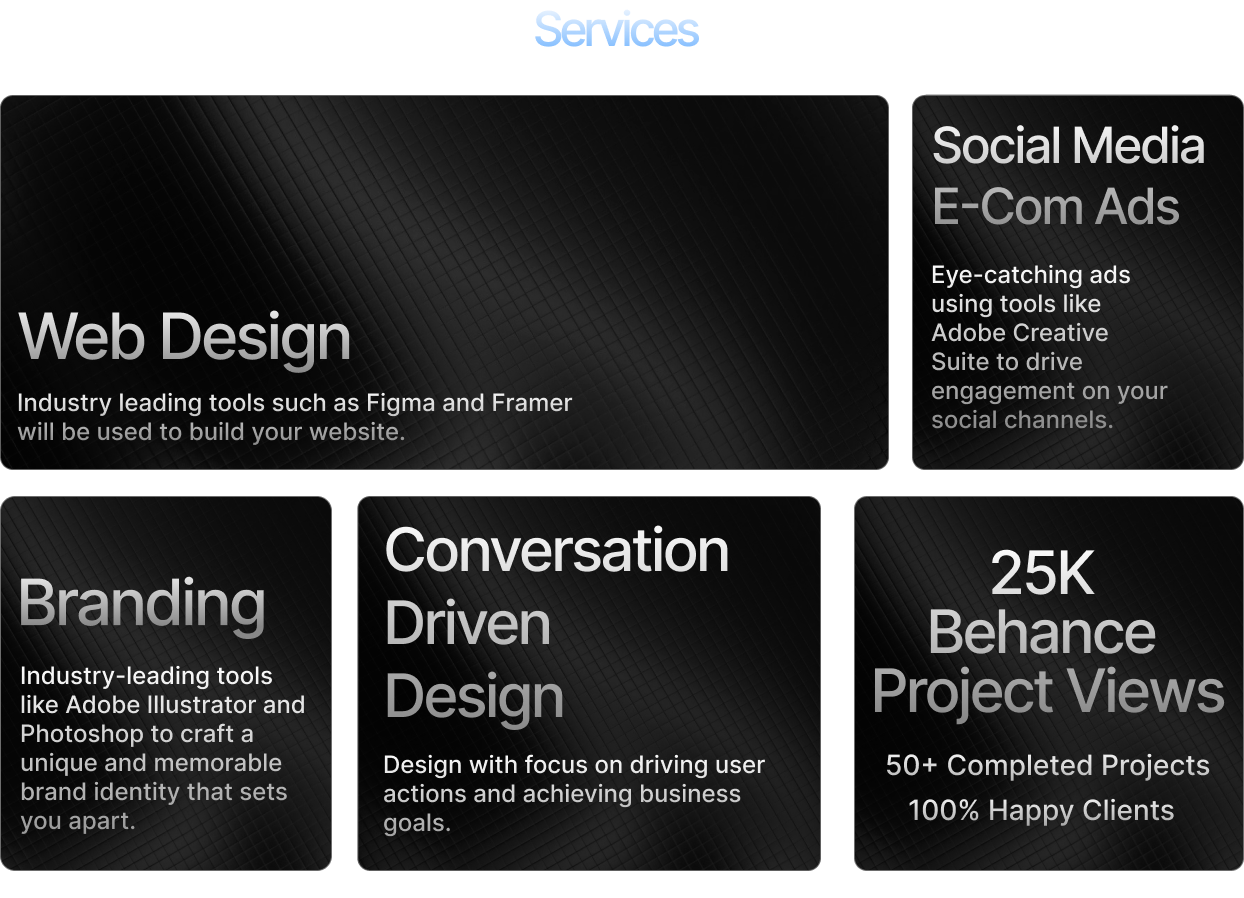 Services
Web Design
Industry leading tools such as Figma and Framer
will be used to build your website.
Social Media
E-Com Ads
Eye-catching ads
using tools like
Adobe Creative
Suite to drive
engagement on your
social channels.
Branding
Industry-leading tools
like Adobe Illustrator and
Photoshop to craft a
unique and memorable
brand identity that sets
you apart.
Conversation
Driven
Design
Design with focus on driving user
actions and achieving business
goals.
25K
Behance
Project Views
50+ Completed Projects
100% Happy Clients